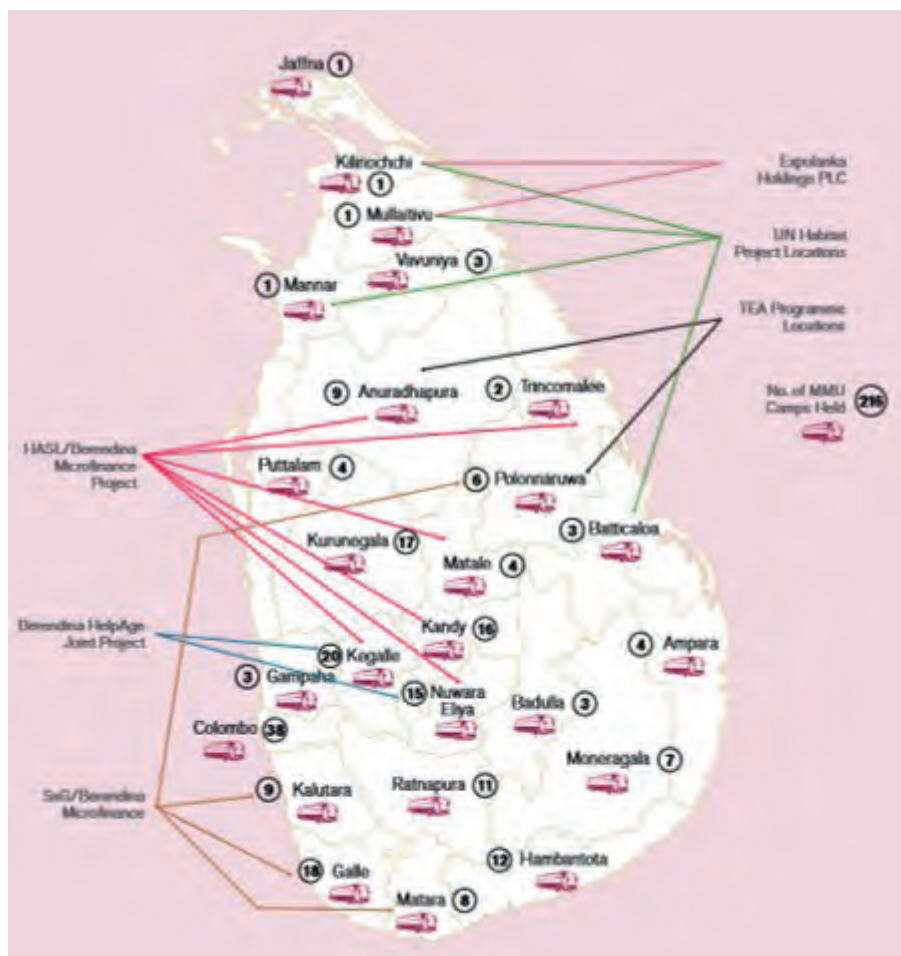 Jaffna 1
Kilinochchi
1
1 Mullaitivu
Vavuniya 3
1 Mannar
Expolanka
Holdings PLC
UN Habitat
Project Locations
TEA Programme
Locations
No. of MMU
Camps Held 216
9 Anuradhapura
2 Trincomalee
HASL/Berendina
Microfinance
Project
Puttalam 4
6 Polonnaruwa
Kurunegala 17
3 Batticaloa
Matale 4
Berendina HelpAge
Joint Project
Kandy 16
20 Kegalle
4 Ampara
3 Gampaha
15 Nuwara
Eliya
Badulla 3
Colombo 38
Moneragala 7
9 Kalutara
Ratnapura 11
/Berendina
Microfinance
18 Galle
12 Hambantota
Matara 8